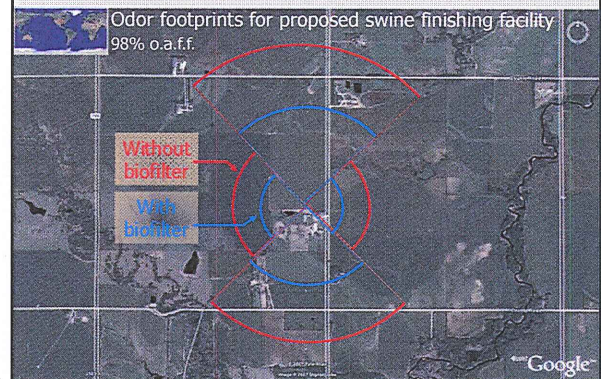 Odor footprints for proposed swine finishing facility
98% o.a.f.f.
Without
biofilter
With
biofilter
Google